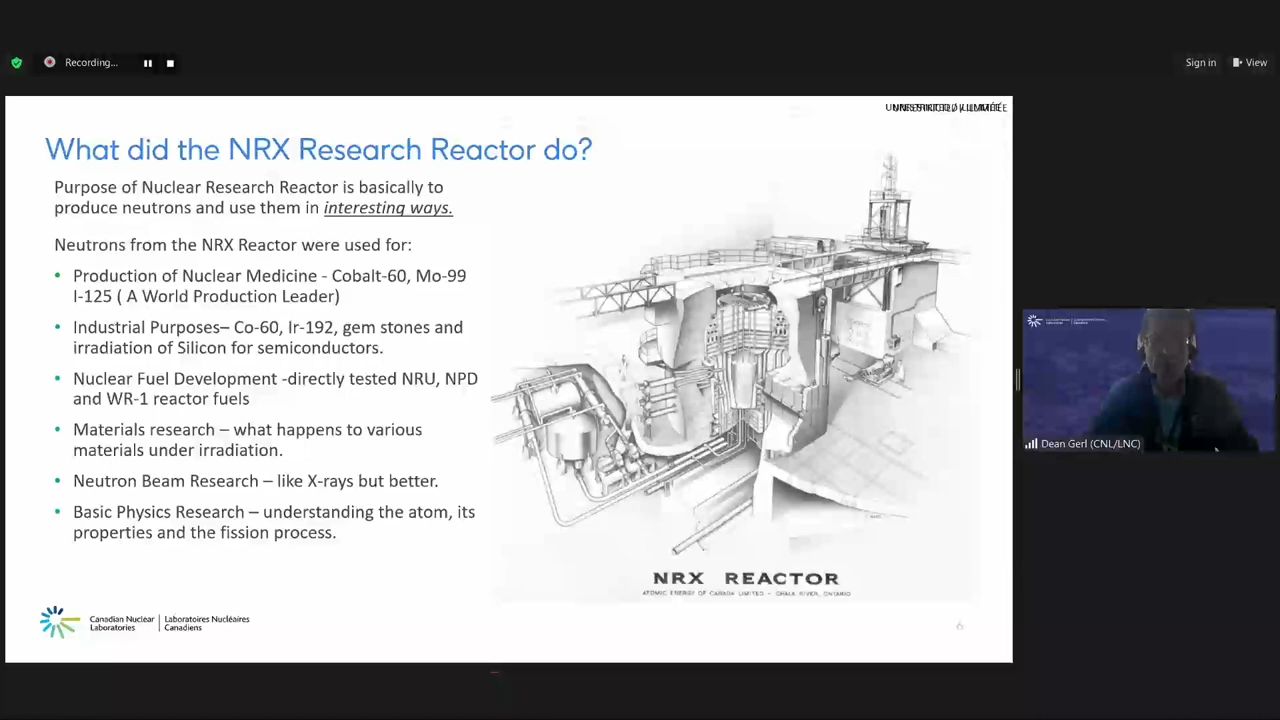 Recording...
Sign in
View
What did the NRX Research Reactor do?
Purpose of Nuclear Research Reactor is basically to
produce neutrons and use them in interesting ways.
Neutrons from the NRX Reactor were used for:
• Production of Nuclear Medicine - Cobalt-60, Mo-99
I-125 ( A World Production Leader)
• Industrial Purposes– Co-60, Ir-192, gem stones and
irradiation of Silicon for semiconductors.
• Nuclear Fuel Development -directly tested NRU, NPD
and WR-1 reactor fuels
• Materials research – what happens to various
materials under irradiation.
• Neutron Beam Research – like X-rays but better.
• Basic Physics Research – understanding the atom, its
properties and the fission process.
NRX REACTOR
ATOMIC ENERGY OF CANADA LIMITED - CHALK RIVER, ONTARIO
Canadian Nuclear
Laboratories
Laboratoires Nucléaires
Canadiens
6
Dean Gerl (CNL/LNC)